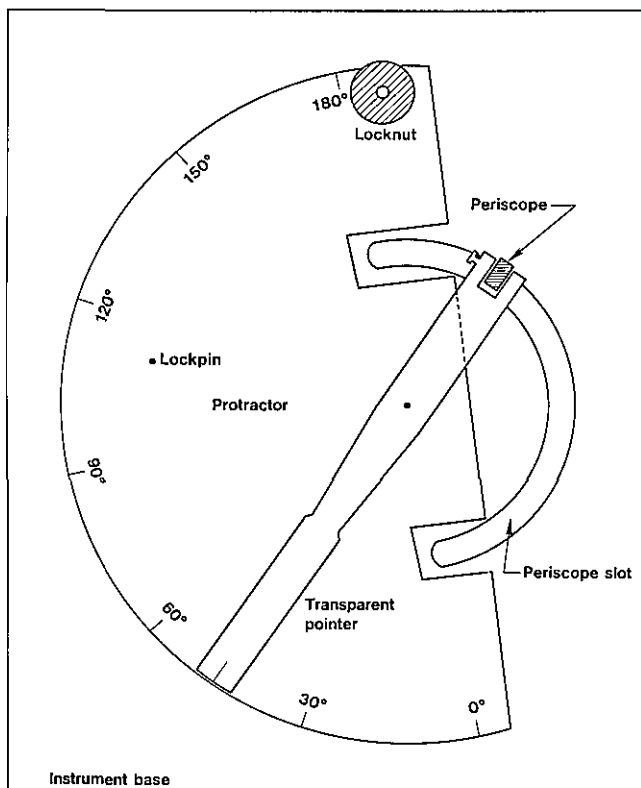 180°
Locknut
150°
Periscope
120°
Lockpin
Protractor
90°
Periscope slot
60°
Transparent
pointer
30°
0°
Instrument base